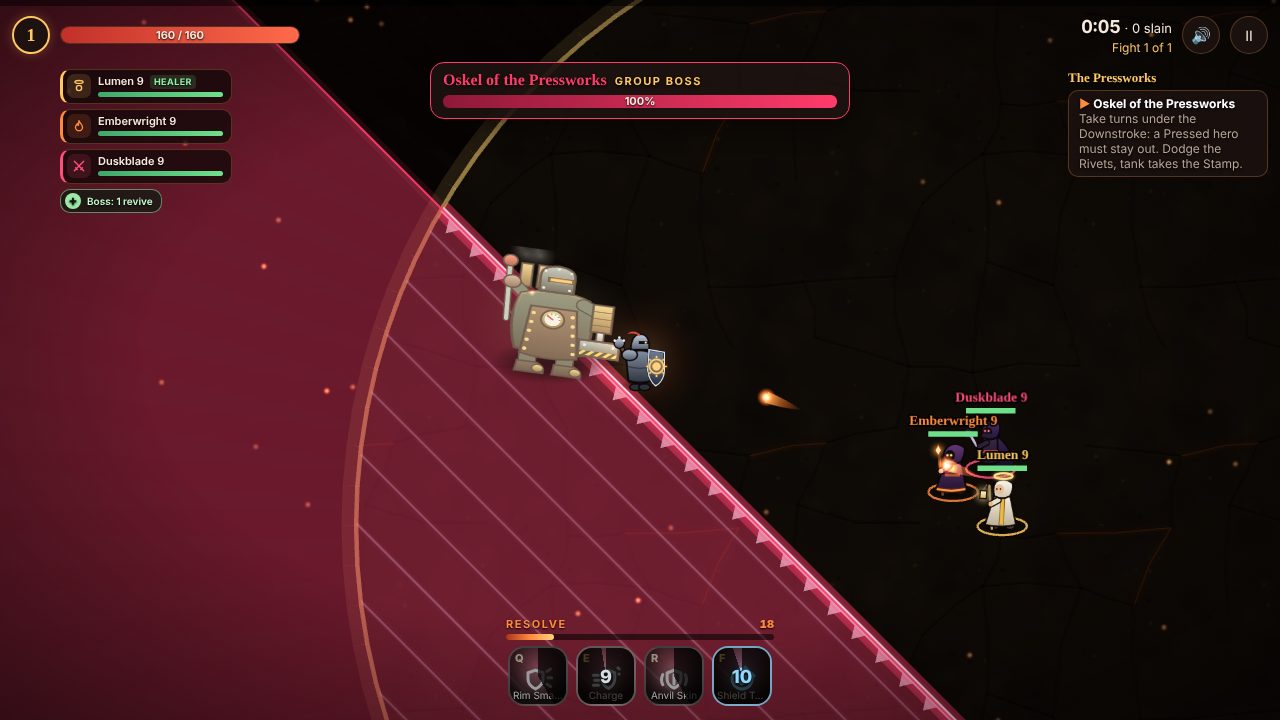 1
160 / 160
Lumen 9 HEALER
Emberwright 9
Duskblade 9
Boss: 1 revive
Oskel of the Pressworks GROUP BOSS
100%
0:05 · 0 slain
Fight 1 of 1
The Pressworks
Oskel of the Pressworks
Take turns under the
Downstroke: a Pressed hero
must stay out. Dodge the
Rivets, tank takes the Stamp.
Duskblade 9
Emberwright 9
Lumen 9
RESOLVE 18
Q E R F
9 10
Rim Sma... Charge Anvil Skin Shield T...